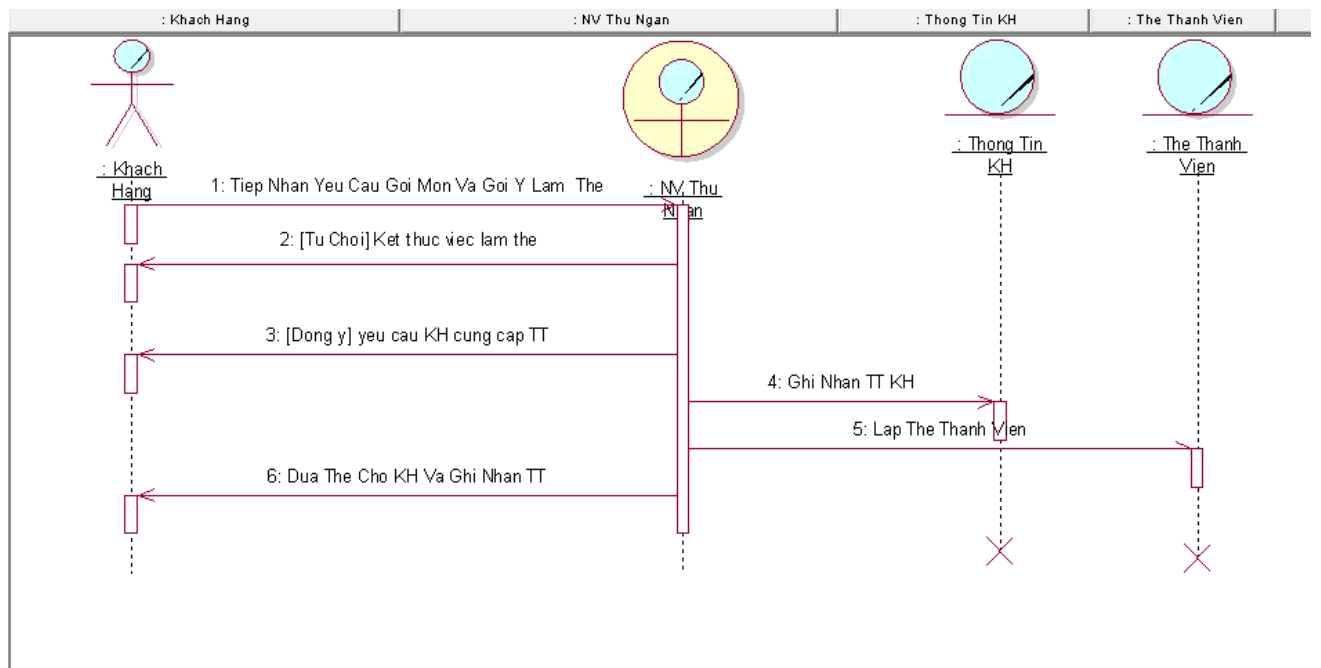 : Khach Hang
: NV Thu Ngan
: Thong Tin KH
: The Thanh Vien
: Khach
Hang
: NV Thu
Ngan
: Thong Tin
KH
: The Thanh
Vien
1: Tiep Nhan Yeu Cau Goi Mon Va Goi Y Lam The
2: [Tu Choi] Ket thuc viec lam the
3: [Dong y] yeu cau KH cung cap TT
4: Ghi Nhan TT KH
5: Lap The Thanh Vien
6: Dua The Cho KH Va Ghi Nhan TT